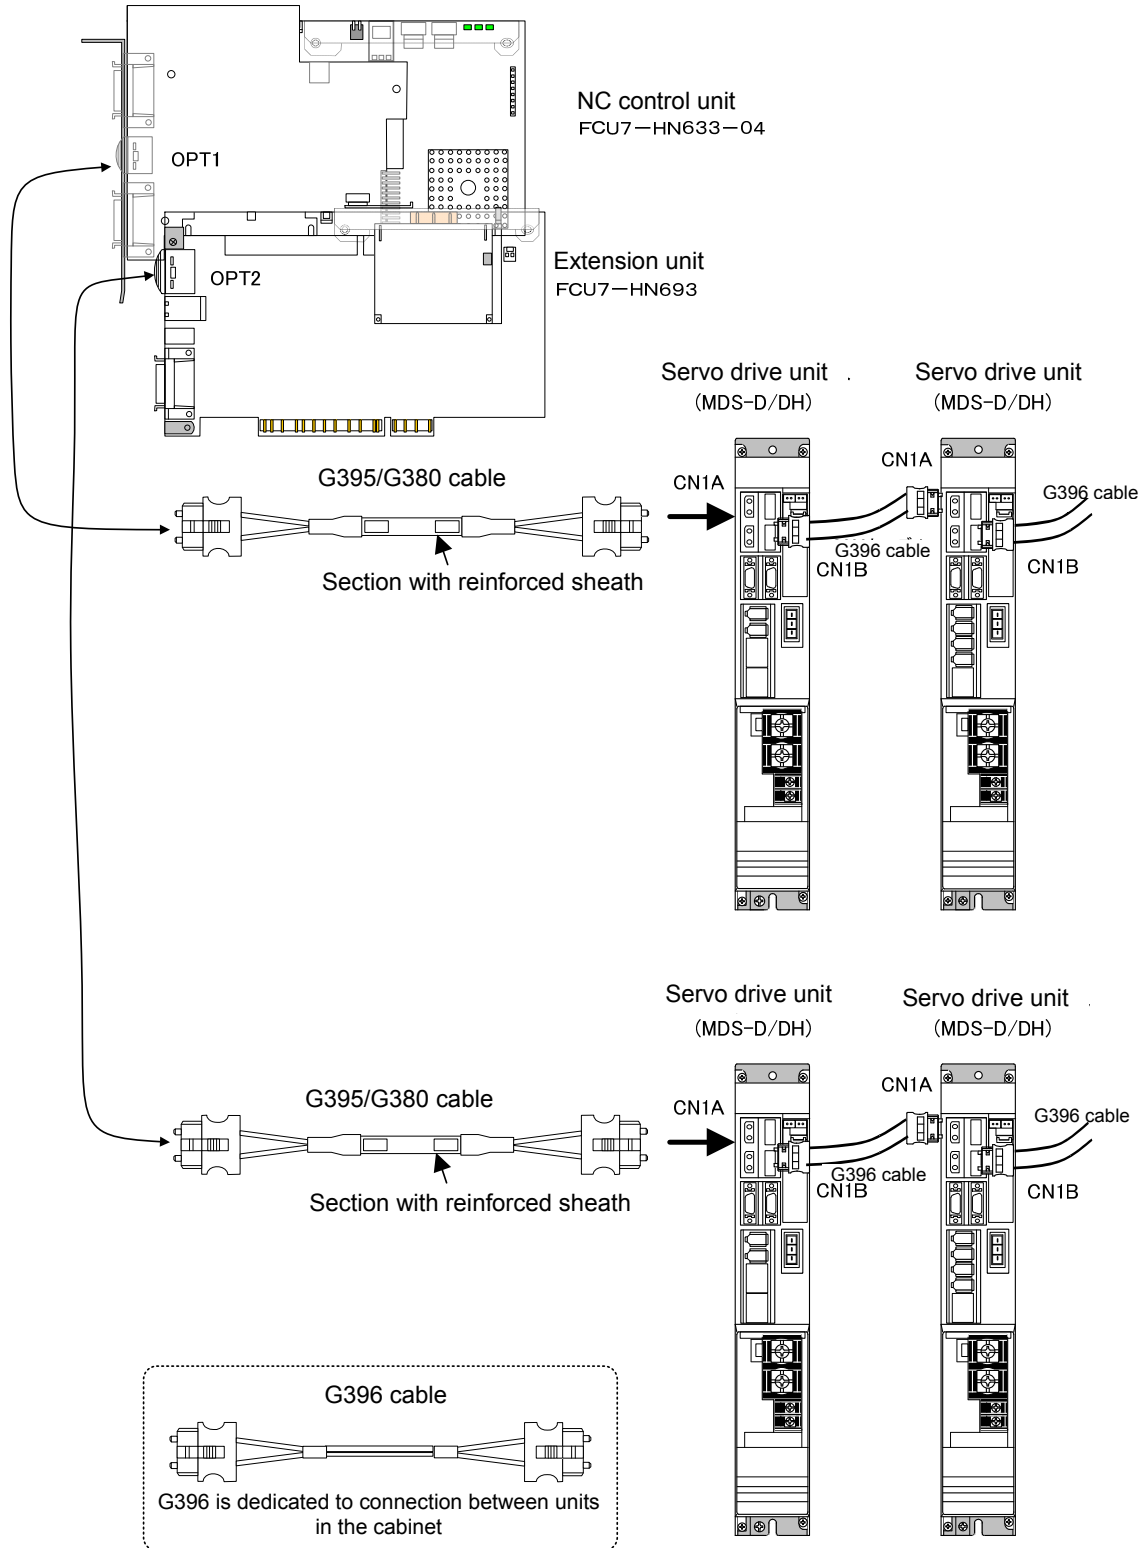 NC control unit
FCU7-HN633-04
OPT1
Extension unit
FCU7-HN693
OPT2
Servo drive unit
(MDS-D/DH)
Servo drive unit
(MDS-D/DH)
G395/G380 cable
CN1A
CN1A
G396 cable
G396 cable
CN1B
CN1B
Section with reinforced sheath
Servo drive unit
(MDS-D/DH)
Servo drive unit
(MDS-D/DH)
G395/G380 cable
CN1A
CN1A
G396 cable
G396 cable
CN1B
CN1B
Section with reinforced sheath
G396 cable
G396 is dedicated to connection between units
in the cabinet